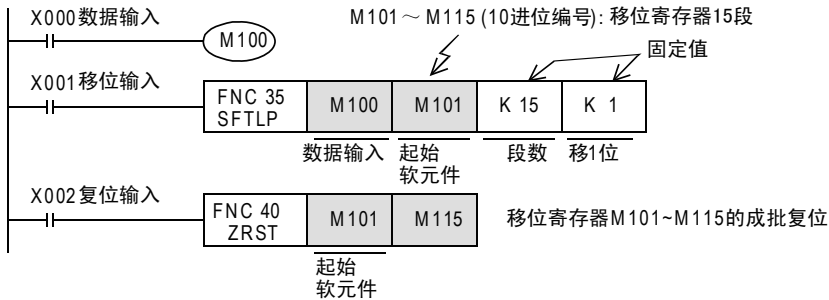 X000数据输入
M101～M115 (10进位编号): 移位寄存器15段
M100
固定值
X001移位输入
FNC 35
SFTLP
M100
M101
K 15
K 1
数据输入
起始
软元件
段数
移1位
X002复位输入
FNC 40
ZRST
M101
M115
移位寄存器M101~M115的成批复位
起始
软元件